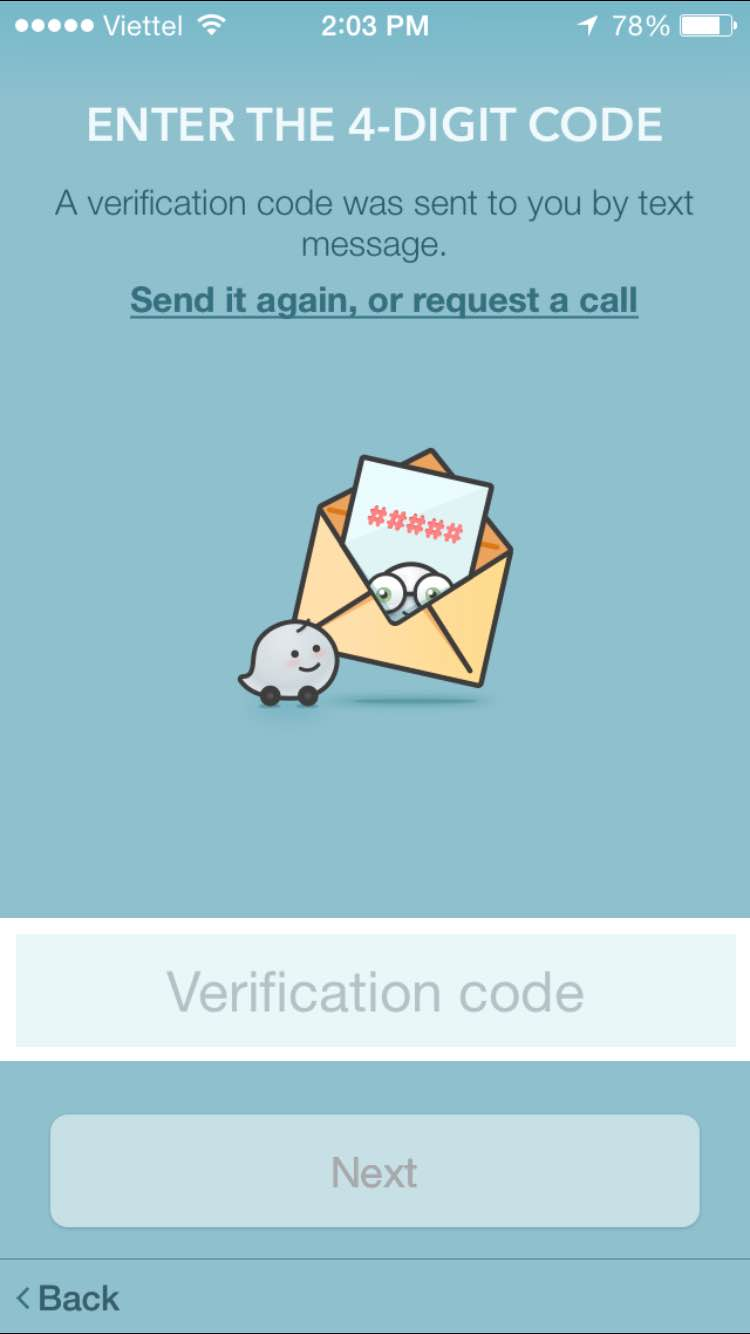 Viettel 2:03 PM 78%
ENTER THE 4-DIGIT CODE
A verification code was sent to you by text
message.
Send it again, or request a call
#####
Verification code
Next
Back